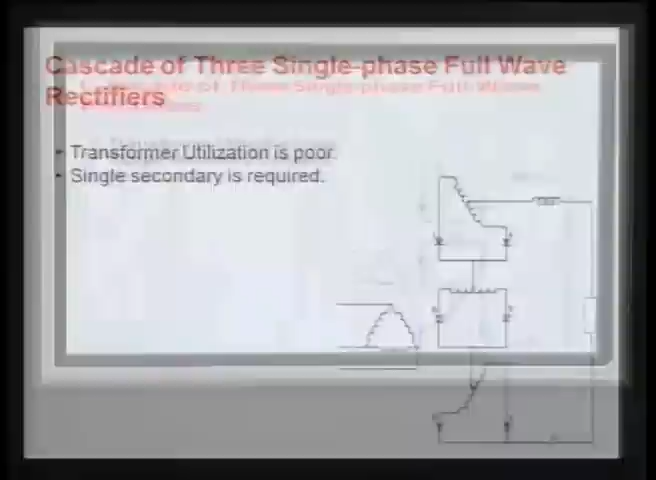 Cascade of Three Single-phase Full Wave
Rectifiers
• Transformer Utilization is poor.
• Single secondary is required.